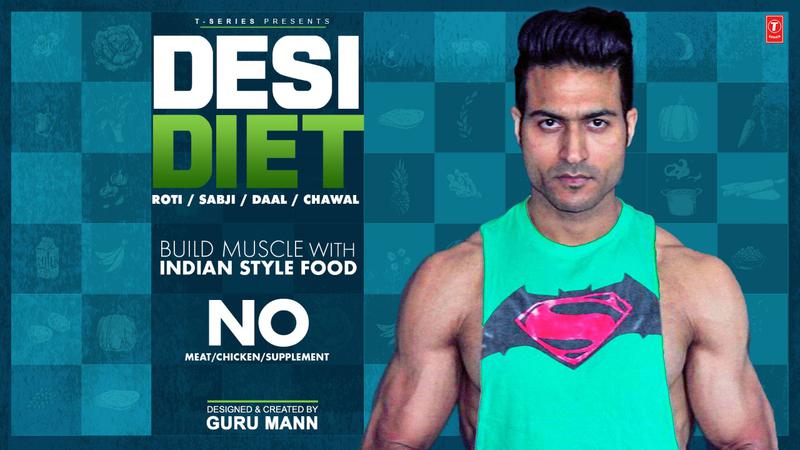 T-SERIES PRESENTS
DESI
DIET
ROTI / SABJI / DAAL / CHAWAL
BUILD MUSCLE WITH
INDIAN STYLE FOOD
NO
MEAT/CHICKEN/SUPPLEMENT
DESIGNED & CREATED BY
GURU MANN
T
T-SERIES